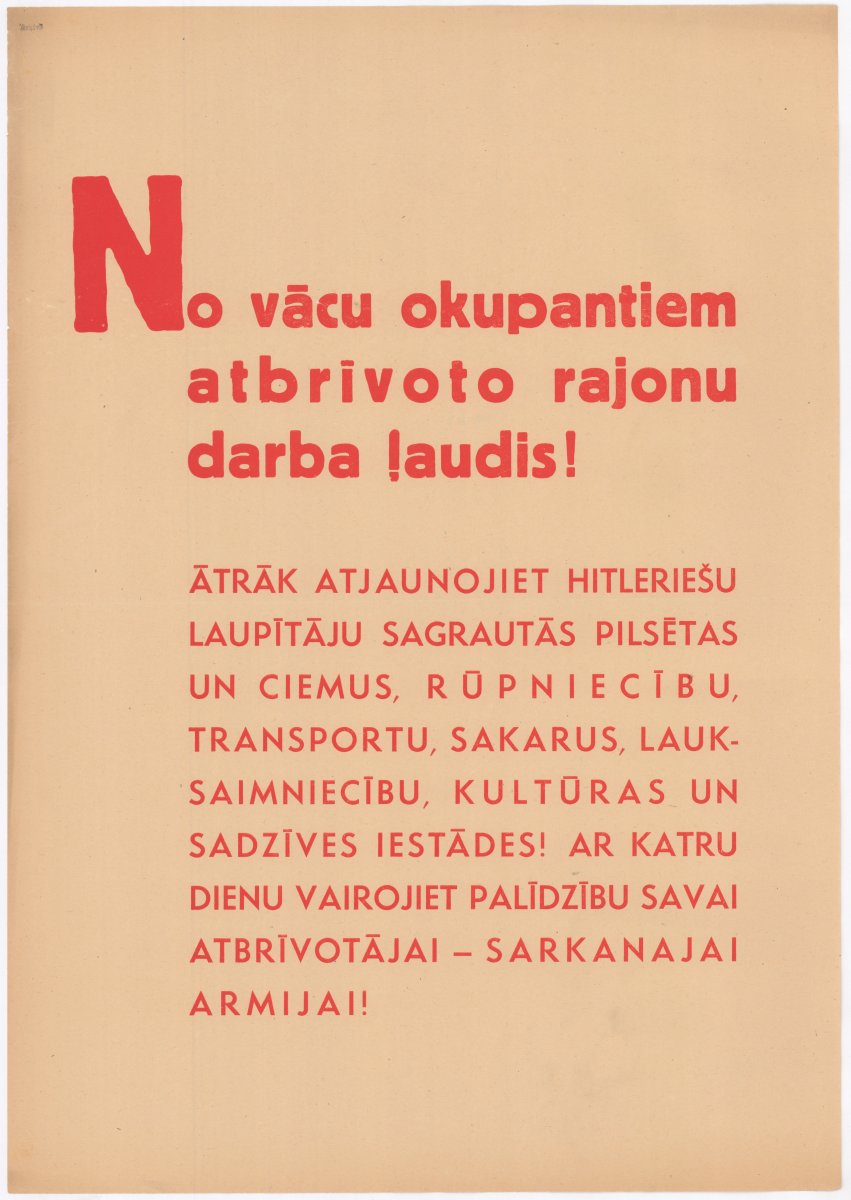 No vācu okupantiem
atbrīvoto rajonu
darba ļaudis!
ĀTRĀK ATJAUNOJIET HITLERIEŠU
LAUPĪTĀJU SAGRAUTĀS PILSĒTAS
UN CIEMUS, RŪPNIECĪBU,
TRANSPORTU, SAKARUS, LAUK-
SAIMNIECĪBU, KULTŪRAS UN
SADZĪVES IESTĀDES! AR KATRU
DIENU VAIROJIET PALĪDZĪBU SAVAI
ATBRĪVOTĀJAI – SARKANAJAI
ARMIJAI!